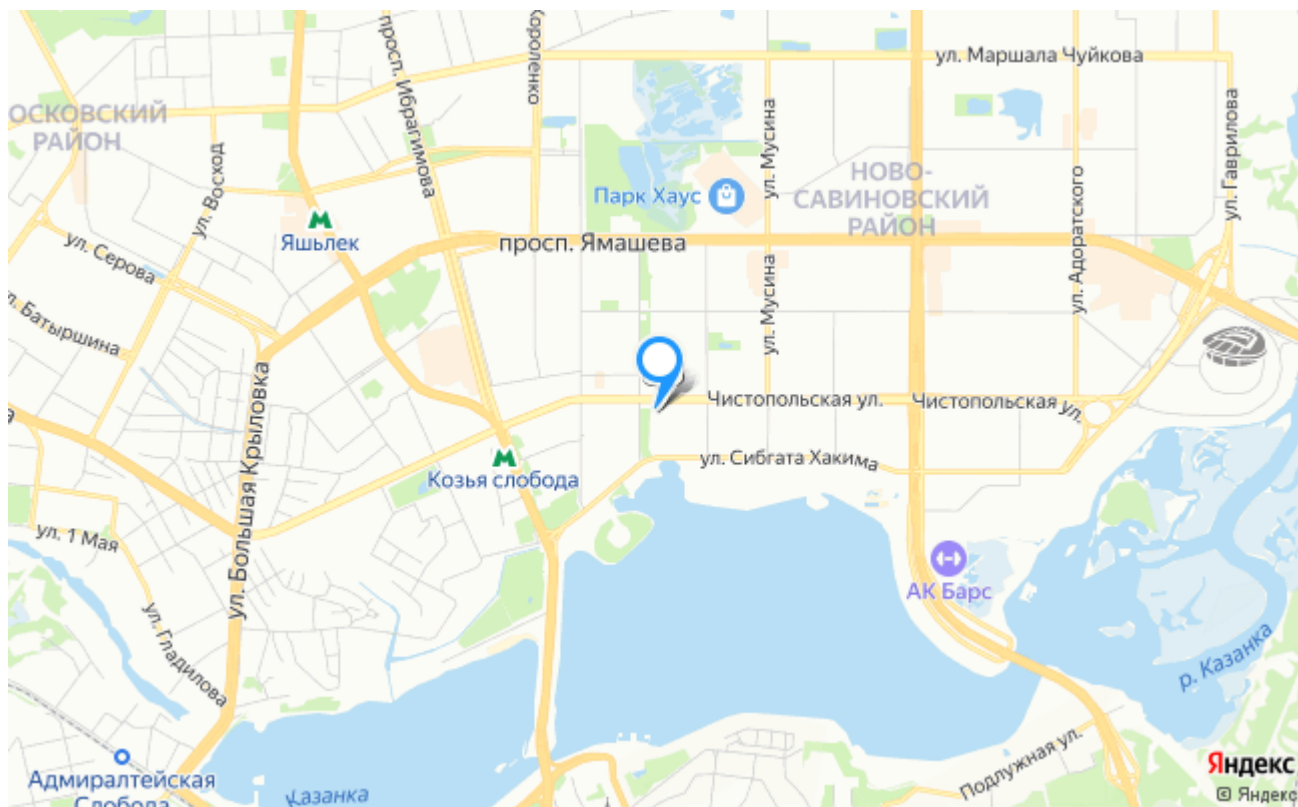 ул. Маршала Чуйкова
Короленко
просп. Ибрагимова
ОСКОВСКИЙ
РАЙОН
ул. Восход
ул. Мусина
ул. Гаврилова
НОВО-
САВИНОВСКИЙ
РАЙОН
Парк Хаус
ул. Адоратского
Яшьлек
просп. Ямашева
ул. Серова
ул. Батыршина
ул. Мусина
ул. Большая Крыловка
Чистопольская ул.
Чистопольская ул.
ул. Сибгата Хакима
Козья слобода
ул. 1 Мая
АК Барс
ул. Гладилова
р. Казанка
Подлужная ул.
Адмиралтейская
Слобода
Казанка
Яндекс
© Яндекс